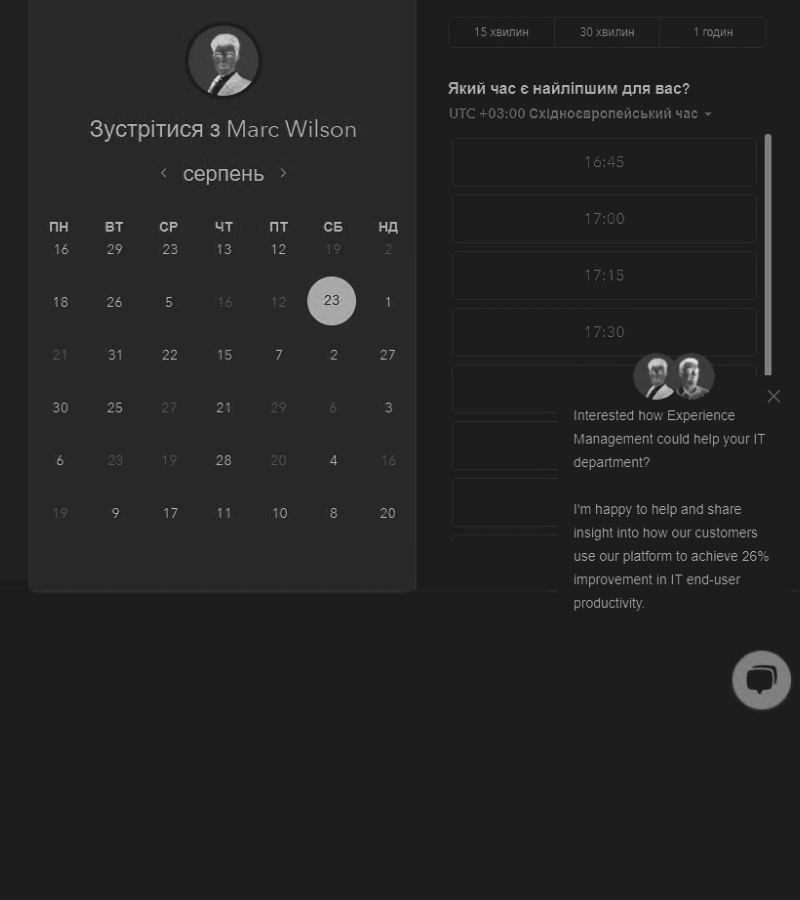 Зустрітися з Marc Wilson
серпень
ПН ВТ СР ЧТ ПТ СБ НД
16 29 23 13 12 19 2
18 26 5 16 12 23 1
21 31 22 15 7 2 27
30 25 27 21 29 6 3
6 23 19 28 20 4 16
19 9 17 11 10 8 20
15 хвилин 30 хвилин 1 годин
Який час є найліпшим для вас?
UTC +03:00 Східноєвропейський час
16:45
17:00
17:15
17:30
Interested how Experience
Management could help your IT
department?
I'm happy to help and share
insight into how our customers
use our platform to achieve 26%
improvement in IT end-user
productivity.